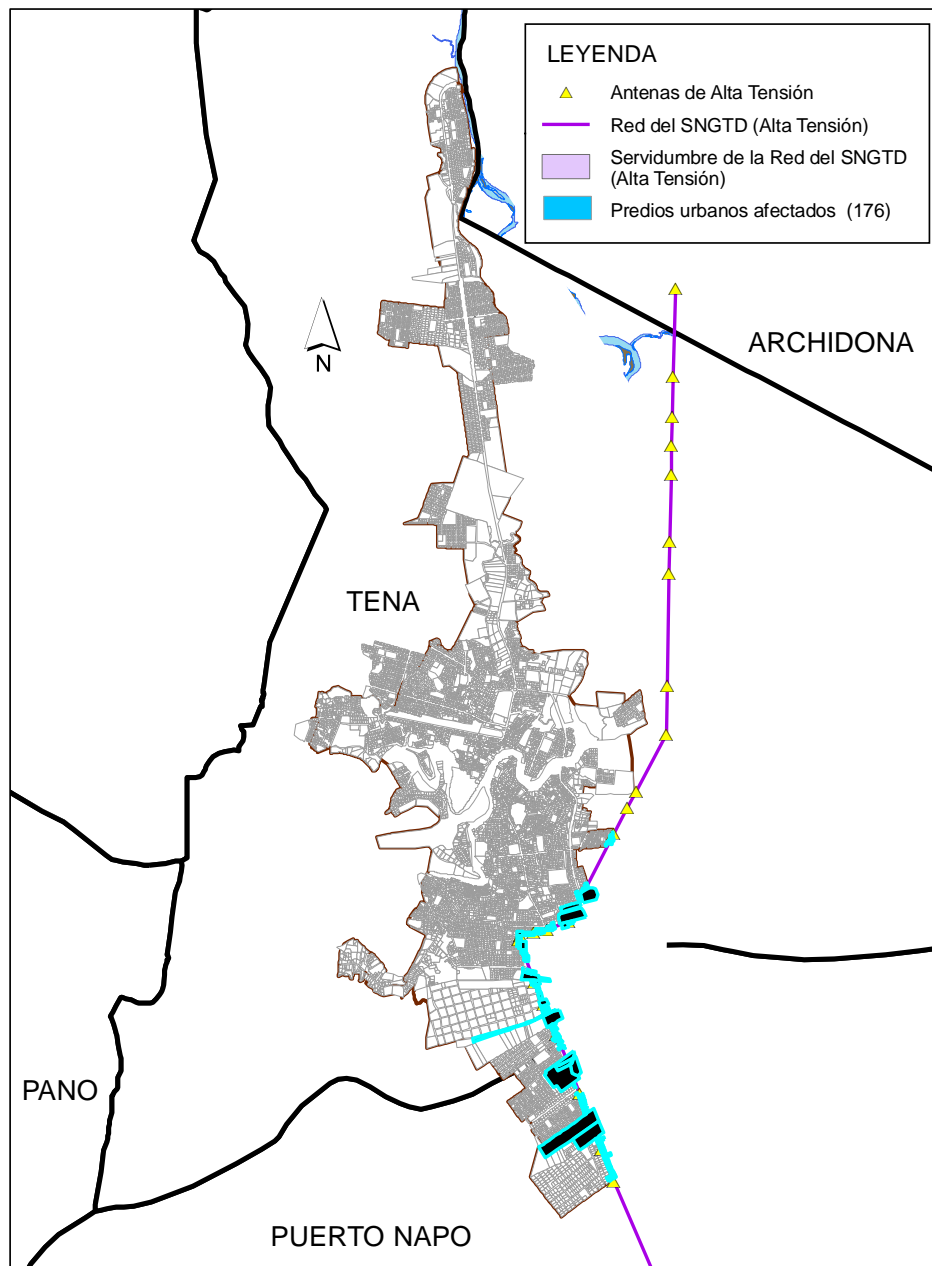 LEYENDA
Antenas de Alta Tensión
Red del SNGTD (Alta Tensión)
Servidumbre de la Red del SNGTD
(Alta Tensión)
Predios urbanos afectados (176)
N
ARCHIDONA
TENA
PANO
PUERTO NAPO